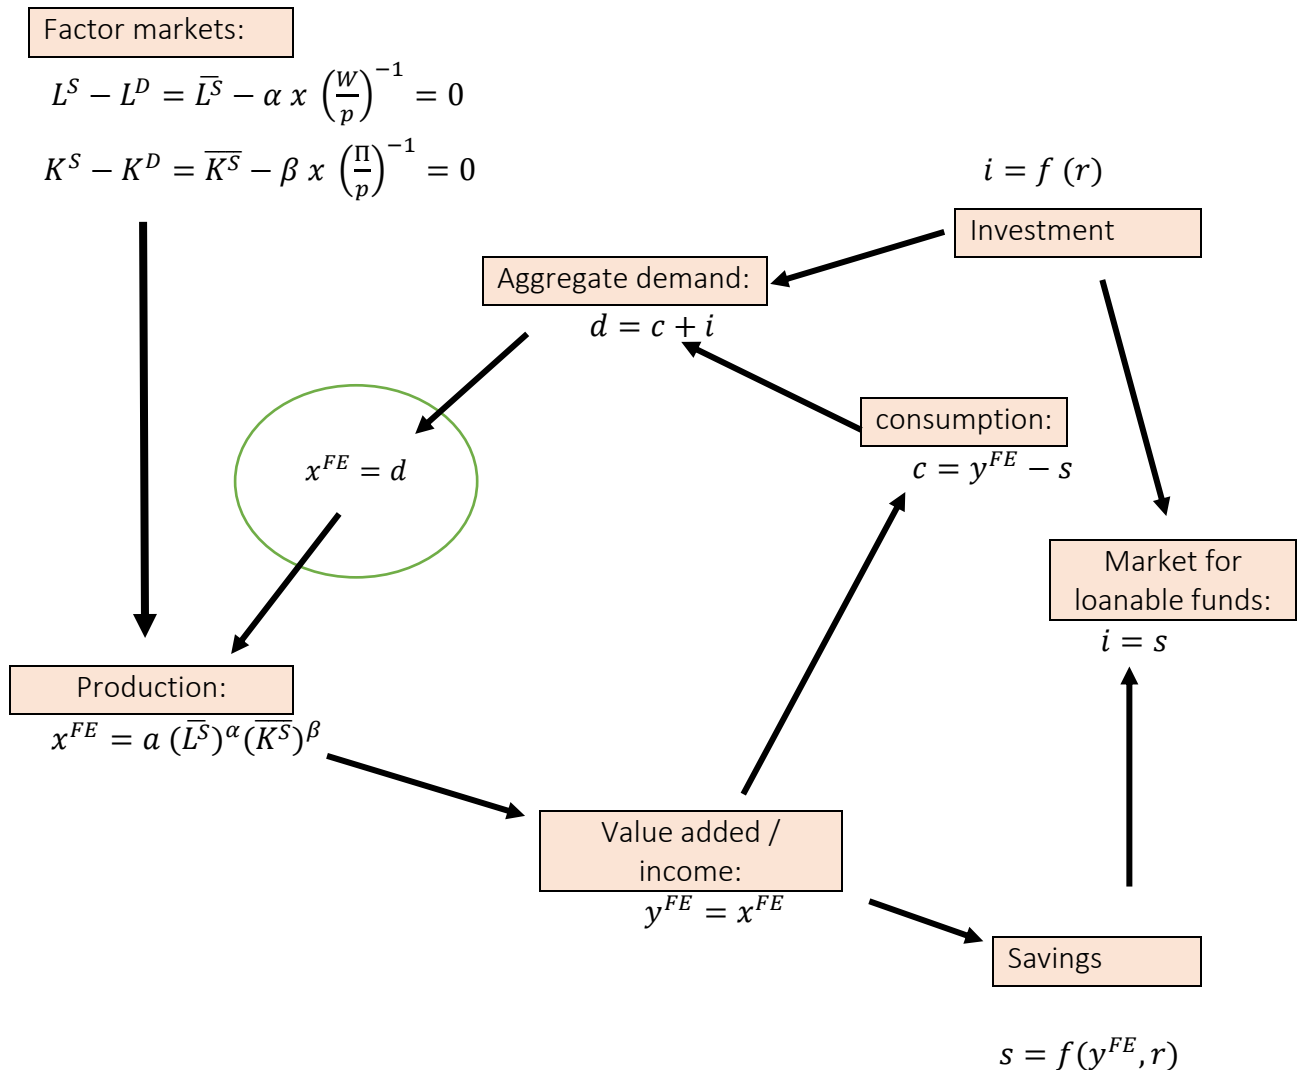 Factor markets:
L^S − L^D = \overline{L^S} − α x (W/p)^{−1} = 0
K^S − K^D = \overline{K^S} − β x (Π/p)^{−1} = 0
i = f (r)
Investment
Aggregate demand:
d = c + i
consumption:
c = y^{FE} − s
x^{FE} = d
Market for
loanable funds:
i = s
Production:
x^{FE} = a (\overline{L^S})^α(\overline{K^S})^β
Value added /
income:
y^{FE} = x^{FE}
Savings
s = f(y^{FE}, r)